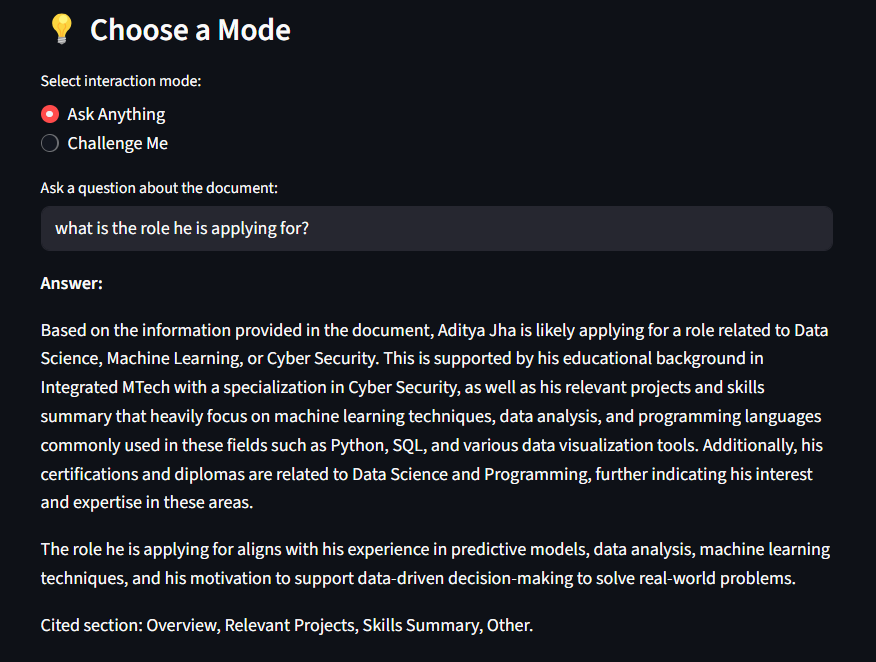 💡 Choose a Mode
Select interaction mode:
Ask Anything
Challenge Me
Ask a question about the document:
what is the role he is applying for?
Answer:
Based on the information provided in the document, Aditya Jha is likely applying for a role related to Data
Science, Machine Learning, or Cyber Security. This is supported by his educational background in
Integrated MTech with a specialization in Cyber Security, as well as his relevant projects and skills
summary that heavily focus on machine learning techniques, data analysis, and programming languages
commonly used in these fields such as Python, SQL, and various data visualization tools. Additionally, his
certifications and diplomas are related to Data Science and Programming, further indicating his interest
and expertise in these areas.
The role he is applying for aligns with his experience in predictive models, data analysis, machine learning
techniques, and his motivation to support data-driven decision-making to solve real-world problems.
Cited section: Overview, Relevant Projects, Skills Summary, Other.